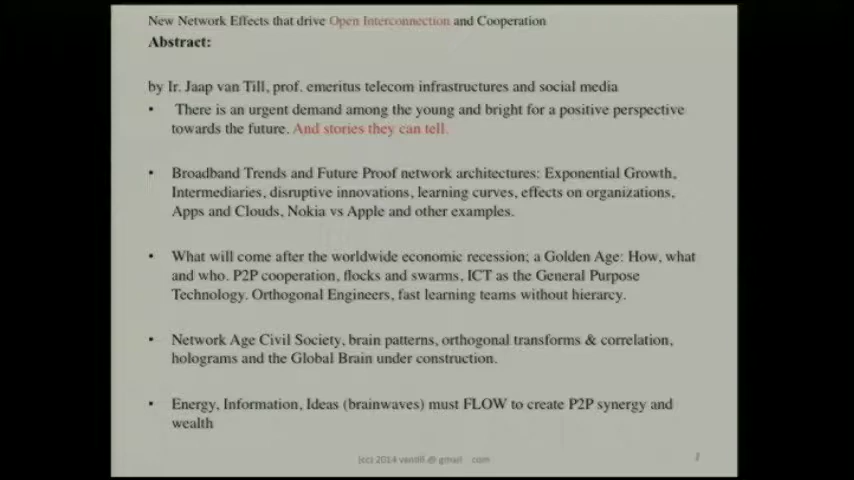 New Network Effects that drive Open Interconnection and Cooperation
Abstract:
by Ir. Jaap van Till, prof. emeritus telecom infrastructures and social media
• There is an urgent demand among the young and bright for a positive perspective
towards the future. And stories they can tell.
• Broadband Trends and Future Proof network architectures: Exponential Growth,
Intermediaries, disruptive innovations, learning curves, effects on organizations,
Apps and Clouds, Nokia vs Apple and other examples.
• What will come after the worldwide economic recession; a Golden Age: How, what
and who. P2P cooperation, flocks and swarms, ICT as the General Purpose
Technology. Orthogonal Engineers, fast learning teams without hierarcy.
• Network Age Civil Society, brain patterns, orthogonal transforms & correlation,
holograms and the Global Brain under construction.
• Energy, Information, Ideas (brainwaves) must FLOW to create P2P synergy and
wealth
2014 @ gmail com